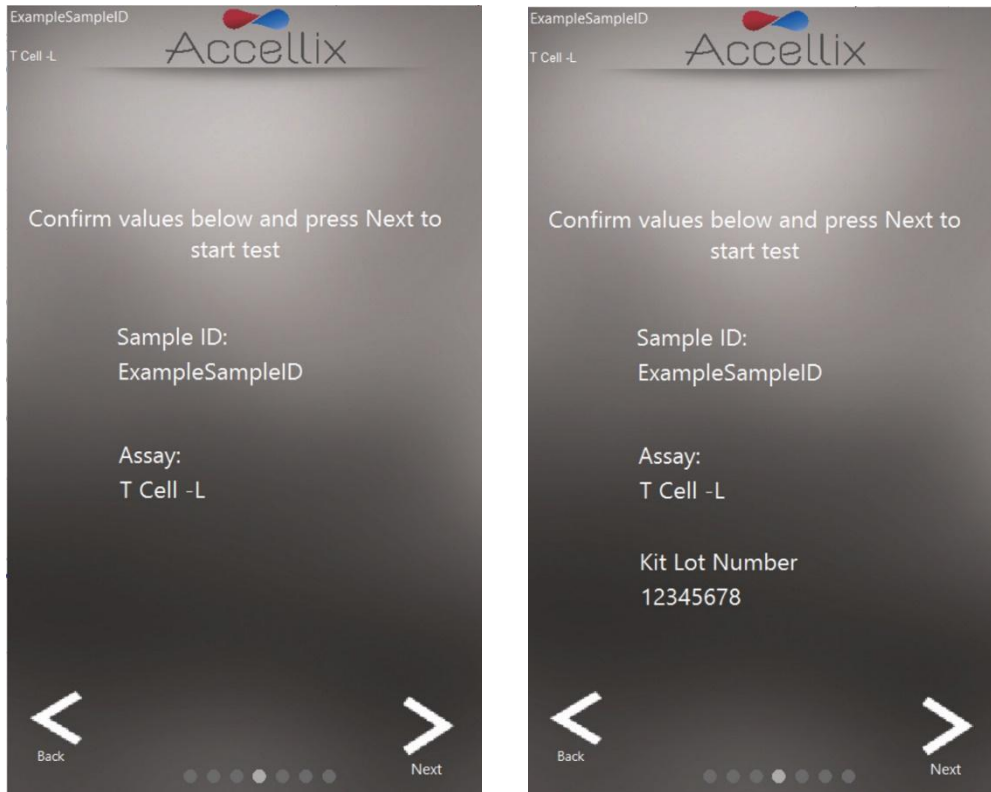 ExampleSampleID
T Cell -L
Accellix
Confirm values below and press Next to
start test
Sample ID:
ExampleSampleID
Assay:
T Cell -L
Back
Next
ExampleSampleID
T Cell -L
Accellix
Confirm values below and press Next to
start test
Sample ID:
ExampleSampleID
Assay:
T Cell -L
Kit Lot Number
12345678
Back
Next